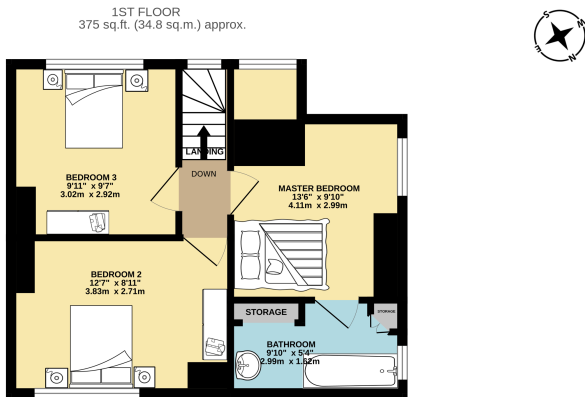 1ST FLOOR
375 sq.ft. (34.8 sq.m.) approx.
S
W
E
N
LANDING
DOWN
BEDROOM 3
9'11" x 9'7"
3.02m x 2.92m
MASTER BEDROOM
13'6" x 9'10"
4.11m x 2.99m
BEDROOM 2
12'7" x 8'11"
3.83m x 2.71m
STORAGE
STORAGE
BATHROOM
9'10" x 5'4"
2.99m x 1.62m